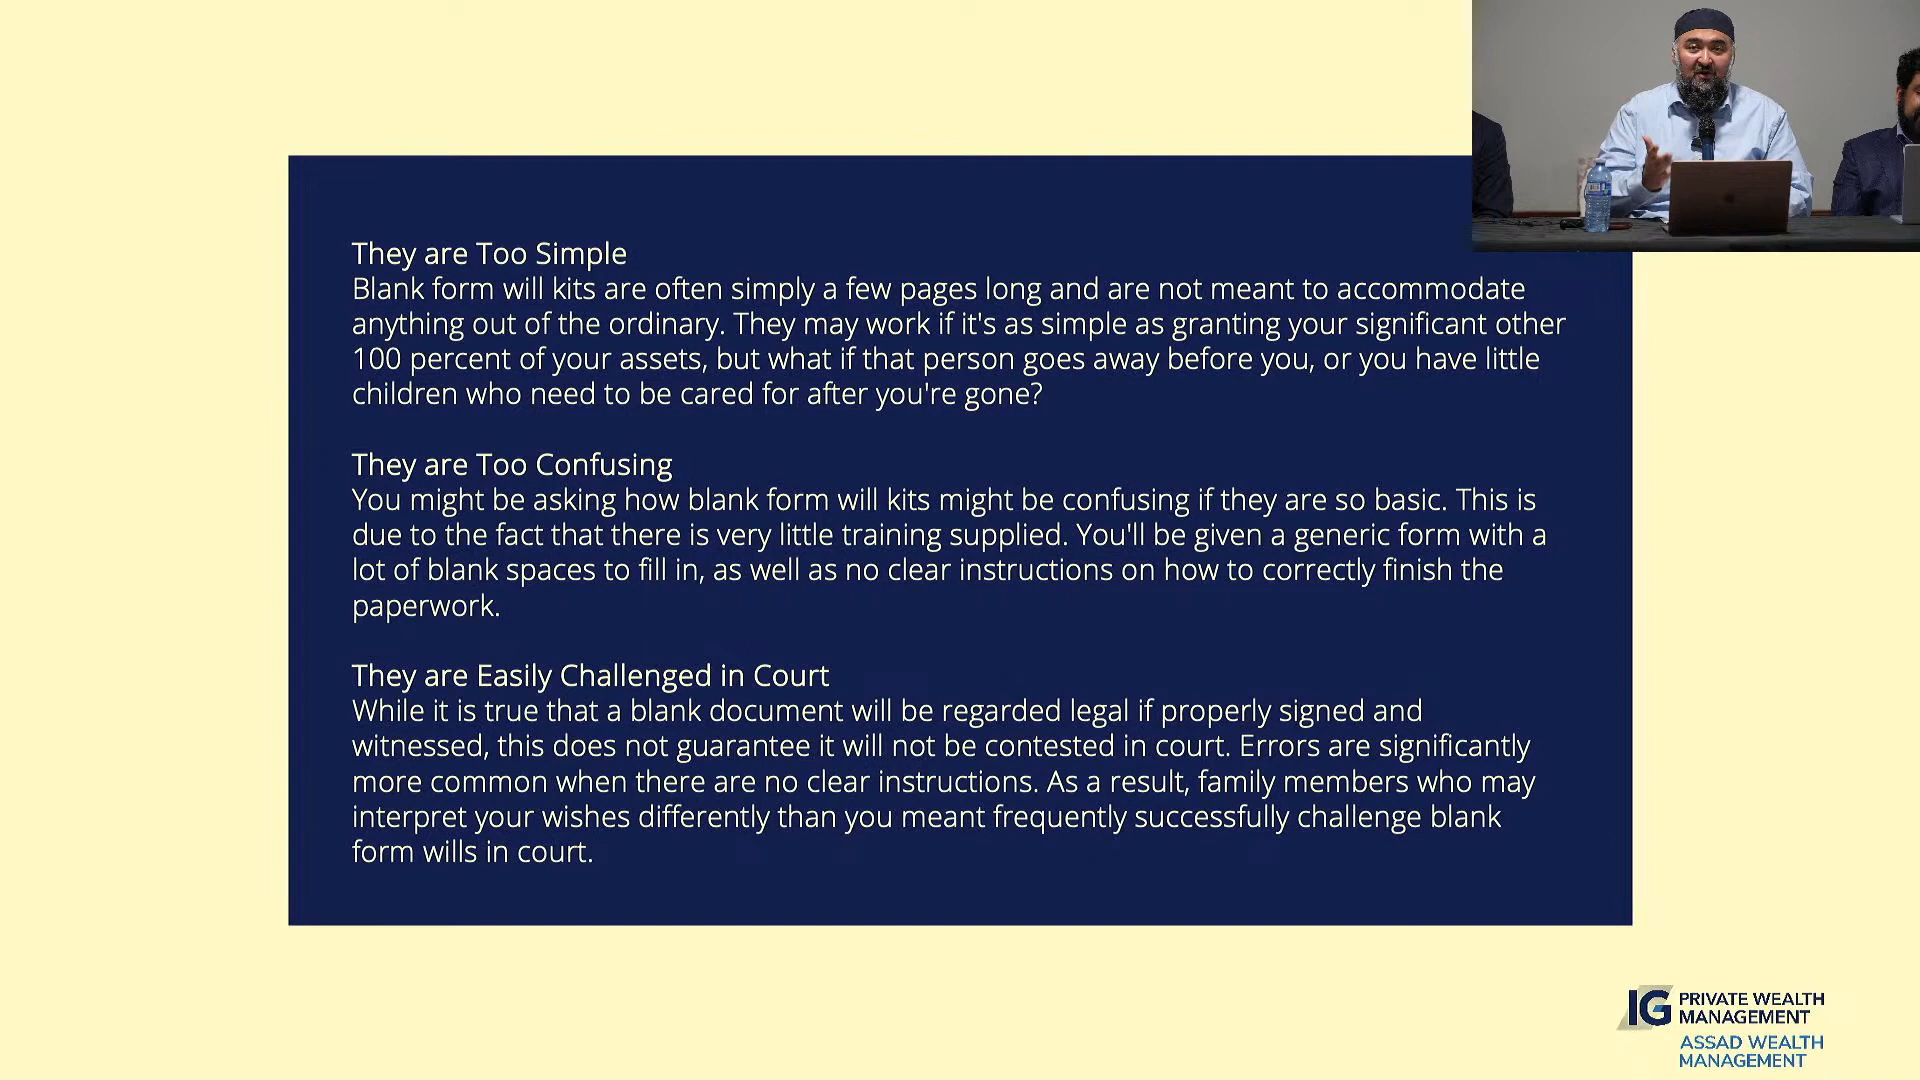 They are Too Simple
Blank form will kits are often simply a few pages long and are not meant to accommodate
anything out of the ordinary. They may work if it's as simple as granting your significant other
100 percent of your assets, but what if that person goes away before you, or you have little
children who need to be cared for after you're gone?
They are Too Confusing
You might be asking how blank form will kits might be confusing if they are so basic. This is
due to the fact that there is very little training supplied. You'll be given a generic form with a
lot of blank spaces to fill in, as well as no clear instructions on how to correctly finish the
paperwork.
They are Easily Challenged in Court
While it is true that a blank document will be regarded legal if properly signed and
witnessed, this does not guarantee it will not be contested in court. Errors are significantly
more common when there are no clear instructions. As a result, family members who may
interpret your wishes differently than you meant frequently successfully challenge blank
form wills in court.
IG PRIVATE WEALTH
MANAGEMENT
ASSAD WEALTH
MANAGEMENT